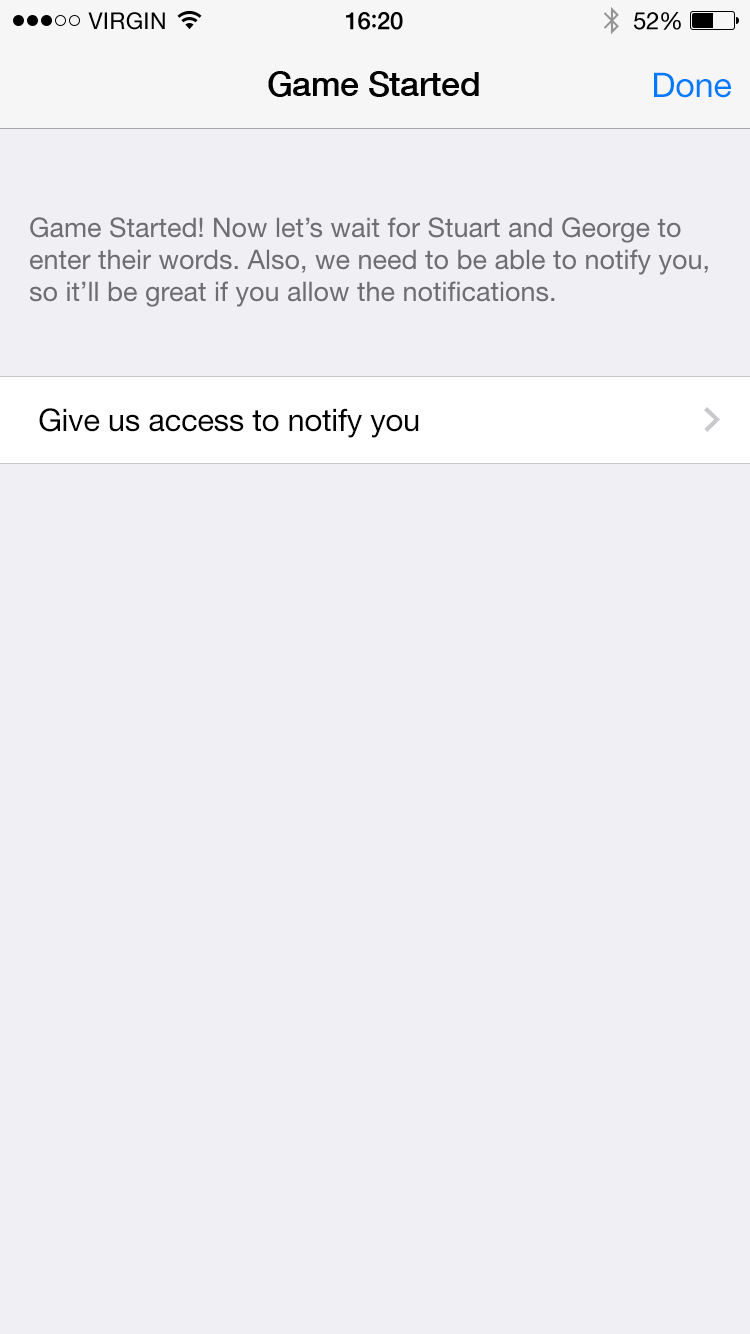 VIRGIN 16:20 52%
Game Started Done
Game Started! Now let’s wait for Stuart and George to
enter their words. Also, we need to be able to notify you,
so it’ll be great if you allow the notifications.
Give us access to notify you